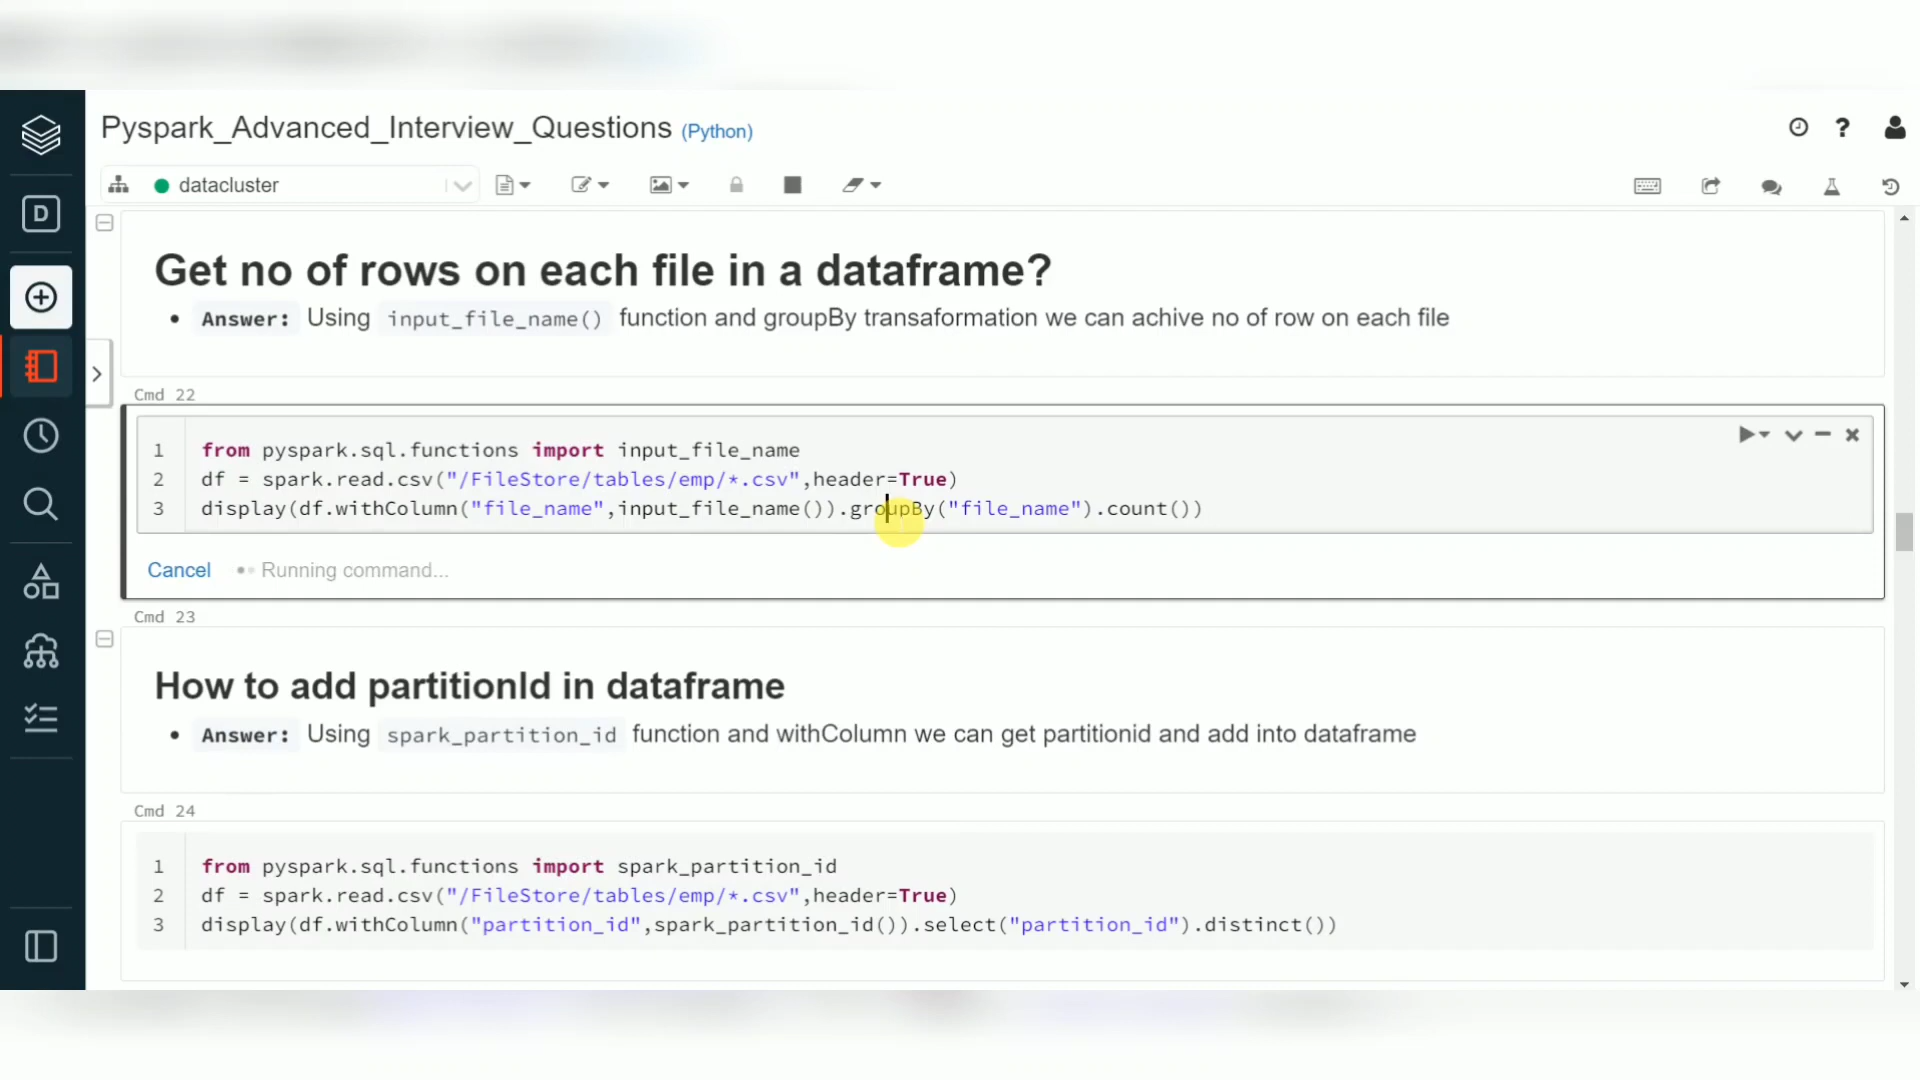 Pyspark_Advanced_Interview_Questions (Python)
datacluster
D
Get no of rows on each file in a dataframe?
Answer: Using input_file_name() function and groupBy transaformation we can achive no of row on each file
Cmd 22
1 from pyspark.sql.functions import input_file_name
2 df = spark.read.csv("/FileStore/tables/emp/*.csv",header=True)
3 display(df.withColumn("file_name",input_file_name()).groupBy("file_name").count())
Cancel Running command...
Cmd 23
How to add partitionId in dataframe
Answer: Using spark_partition_id function and withColumn we can get partitionid and add into dataframe
Cmd 24
1 from pyspark.sql.functions import spark_partition_id
2 df = spark.read.csv("/FileStore/tables/emp/*.csv",header=True)
3 display(df.withColumn("partition_id",spark_partition_id()).select("partition_id").distinct())